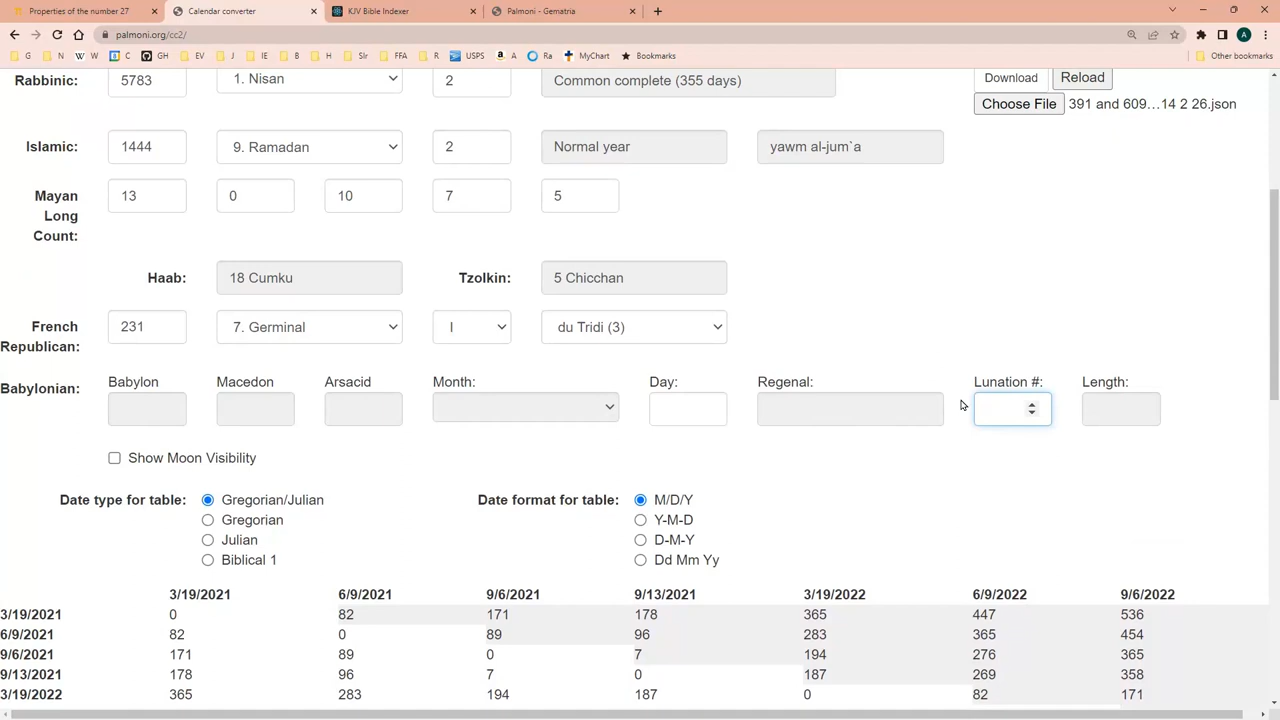 Properties of the number 27
Calendar converter
KJV Bible Indexer
Palmoni - Gematria
palmoni.org/cc2/
A
G N W C GH EV J IE B H Slr FFA R USPS A Be MyChart Bookmarks Other bookmarks
Rabbinic: 5783 1. Nisan 2 Common complete (355 days) Download Reload
Choose File 391 and 609…14 2 26.json
Islamic: 1444 9. Ramadan 2 Normal year yawm al-jum`a
Mayan Long Count: 13 0 10 7 5
Haab: 18 Cumku Tzolkin: 5 Chicchan
French Republican: 231 7. Germinal I du Tridi (3)
Babylonian: Babylon Macedon Arsacid Month: Day: Regenal: Lunation #: Length:
Show Moon Visibility
Date type for table: Gregorian/Julian Date format for table: M/D/Y
Gregorian Y-M-D
Julian D-M-Y
Biblical 1 Dd Mm Yy
3/19/2021 6/9/2021 9/6/2021 9/13/2021 3/19/2022 6/9/2022 9/6/2022
3/19/2021 0 82 171 178 365 447 536
6/9/2021 82 0 89 96 283 365 454
9/6/2021 171 89 0 7 194 276 365
9/13/2021 178 96 7 0 187 269 358
3/19/2022 365 283 194 187 0 82 171